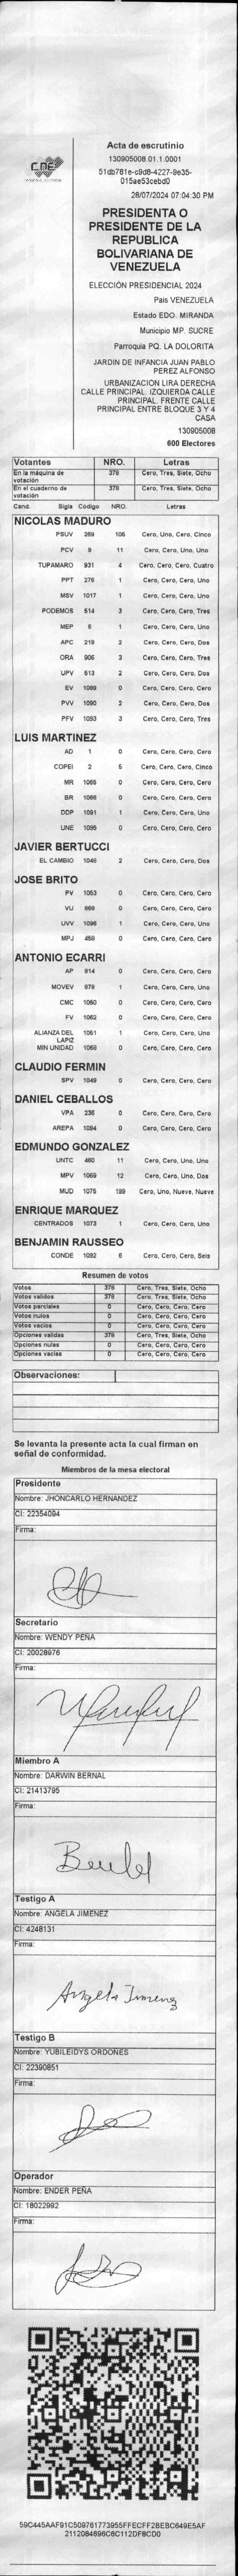 CNE
Acta de escrutinio
130905008.01.1.0001
51db781e-c9d8-4227-9e35-
015ae53cebd0
28/07/2024 07:04:30 PM
PRESIDENTA O
PRESIDENTE DE LA
REPUBLICA
BOLIVARIANA DE
VENEZUELA
ELECCIÓN PRESIDENCIAL 2024
Pais VENEZUELA
Estado EDO. MIRANDA
Municipio MP. SUCRE
Parroquia PQ. LA DOLORITA
JARDIN DE INFANCIA JUAN PABLO
PEREZ ALFONSO
URBANIZACION LIRA DERECHA
CALLE PRINCIPAL. IZQUIERDA CALLE
PRINCIPAL. FRENTE CALLE
PRINCIPAL ENTRE BLOQUE 3 Y 4
CASA
130905008
600 Electores
Votantes NRO. Letras
En la máquina de votación 378 Cero, Tres, Siete, Ocho
En el cuaderno de votación 378 Cero, Tres, Siete, Ocho
Cand. Sigla Código NRO. Letras
NICOLAS MADURO
PSUV 269 105 Cero, Uno, Cero, Cinco
PCV 9 11 Cero, Cero, Uno, Uno
TUPAMARO 931 4 Cero, Cero, Cero, Cuatro
PPT 276 1 Cero, Cero, Cero, Uno
MSV 1017 1 Cero, Cero, Cero, Uno
PODEMOS 514 3 Cero, Cero, Cero, Tres
MEP 6 1 Cero, Cero, Cero, Uno
APC 219 2 Cero, Cero, Cero, Dos
ORA 906 3 Cero, Cero, Cero, Tres
UPV 513 2 Cero, Cero, Cero, Dos
EV 1089 0 Cero, Cero, Cero, Cero
PVV 1090 2 Cero, Cero, Cero, Dos
PFV 1093 3 Cero, Cero, Cero, Tres
LUIS MARTINEZ
AD 1 0 Cero, Cero, Cero, Cero
COPEI 2 5 Cero, Cero, Cero, Cinco
MR 1065 0 Cero, Cero, Cero, Cero
BR 1066 0 Cero, Cero, Cero, Cero
DDP 1091 1 Cero, Cero, Cero, Uno
UNE 1095 0 Cero, Cero, Cero, Cero
JAVIER BERTUCCI
EL CAMBIO 1048 2 Cero, Cero, Cero, Dos
JOSE BRITO
PV 1053 0 Cero, Cero, Cero, Cero
VU 868 0 Cero, Cero, Cero, Cero
UVV 1096 1 Cero, Cero, Cero, Uno
MPJ 456 0 Cero, Cero, Cero, Cero
ANTONIO ECARRI
AP 814 0 Cero, Cero, Cero, Cero
MOVEV 878 1 Cero, Cero, Cero, Uno
CMC 1050 0 Cero, Cero, Cero, Cero
FV 1062 0 Cero, Cero, Cero, Cero
ALIANZA DEL LAPIZ 1051 1 Cero, Cero, Cero, Uno
MIN UNIDAD 1068 0 Cero, Cero, Cero, Cero
CLAUDIO FERMIN
SPV 1049 0 Cero, Cero, Cero, Cero
DANIEL CEBALLOS
VPA 236 0 Cero, Cero, Cero, Cero
AREPA 1094 0 Cero, Cero, Cero, Cero
EDMUNDO GONZALEZ
UNTC 460 11 Cero, Cero, Uno, Uno
MPV 1069 12 Cero, Cero, Uno, Dos
MUD 1075 199 Cero, Uno, Nueve, Nueve
ENRIQUE MARQUEZ
CENTRADOS 1073 1 Cero, Cero, Cero, Uno
BENJAMIN RAUSSEO
CONDE 1092 6 Cero, Cero, Cero, Seis
Resumen de votos
Votos 378 Cero, Tres, Siete, Ocho
Votos validos 378 Cero, Tres, Siete, Ocho
Votos parciales 0 Cero, Cero, Cero, Cero
Votos nulos 0 Cero, Cero, Cero, Cero
Votos vacios 0 Cero, Cero, Cero, Cero
Opciones validas 378 Cero, Tres, Siete, Ocho
Opciones nulas 0 Cero, Cero, Cero, Cero
Opciones vacias 0 Cero, Cero, Cero, Cero
Observaciones:
Se levanta la presente acta la cual firman en
señal de conformidad.
Miembros de la mesa electoral
Presidente
Nombre: JHONCARLO HERNANDEZ
CI: 22354094
Firma:
Secretario
Nombre: WENDY PEÑA
CI: 20028976
Firma:
Miembro A
Nombre: DARWIN BERNAL
CI: 21413795
Firma:
Testigo A
Nombre: ANGELA JIMENEZ
CI: 4248131
Firma:
Angela Jimenez
Testigo B
Nombre: YUBILEIDYS ORDOÑES
CI: 22390851
Firma:
Operador
Nombre: ENDER PEÑA
CI: 18022992
Firma:
59C445AAF91C509761773955FFECFF2BEBC649E5AF
2112084696C6C112DF8CD0